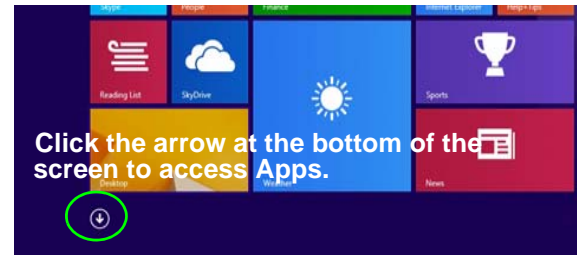 Skype People Finance Internet Explorer Help+Tips
Reading List SkyDrive Sports
Click the arrow at the bottom of the
screen to access Apps.
Desktop Weather News